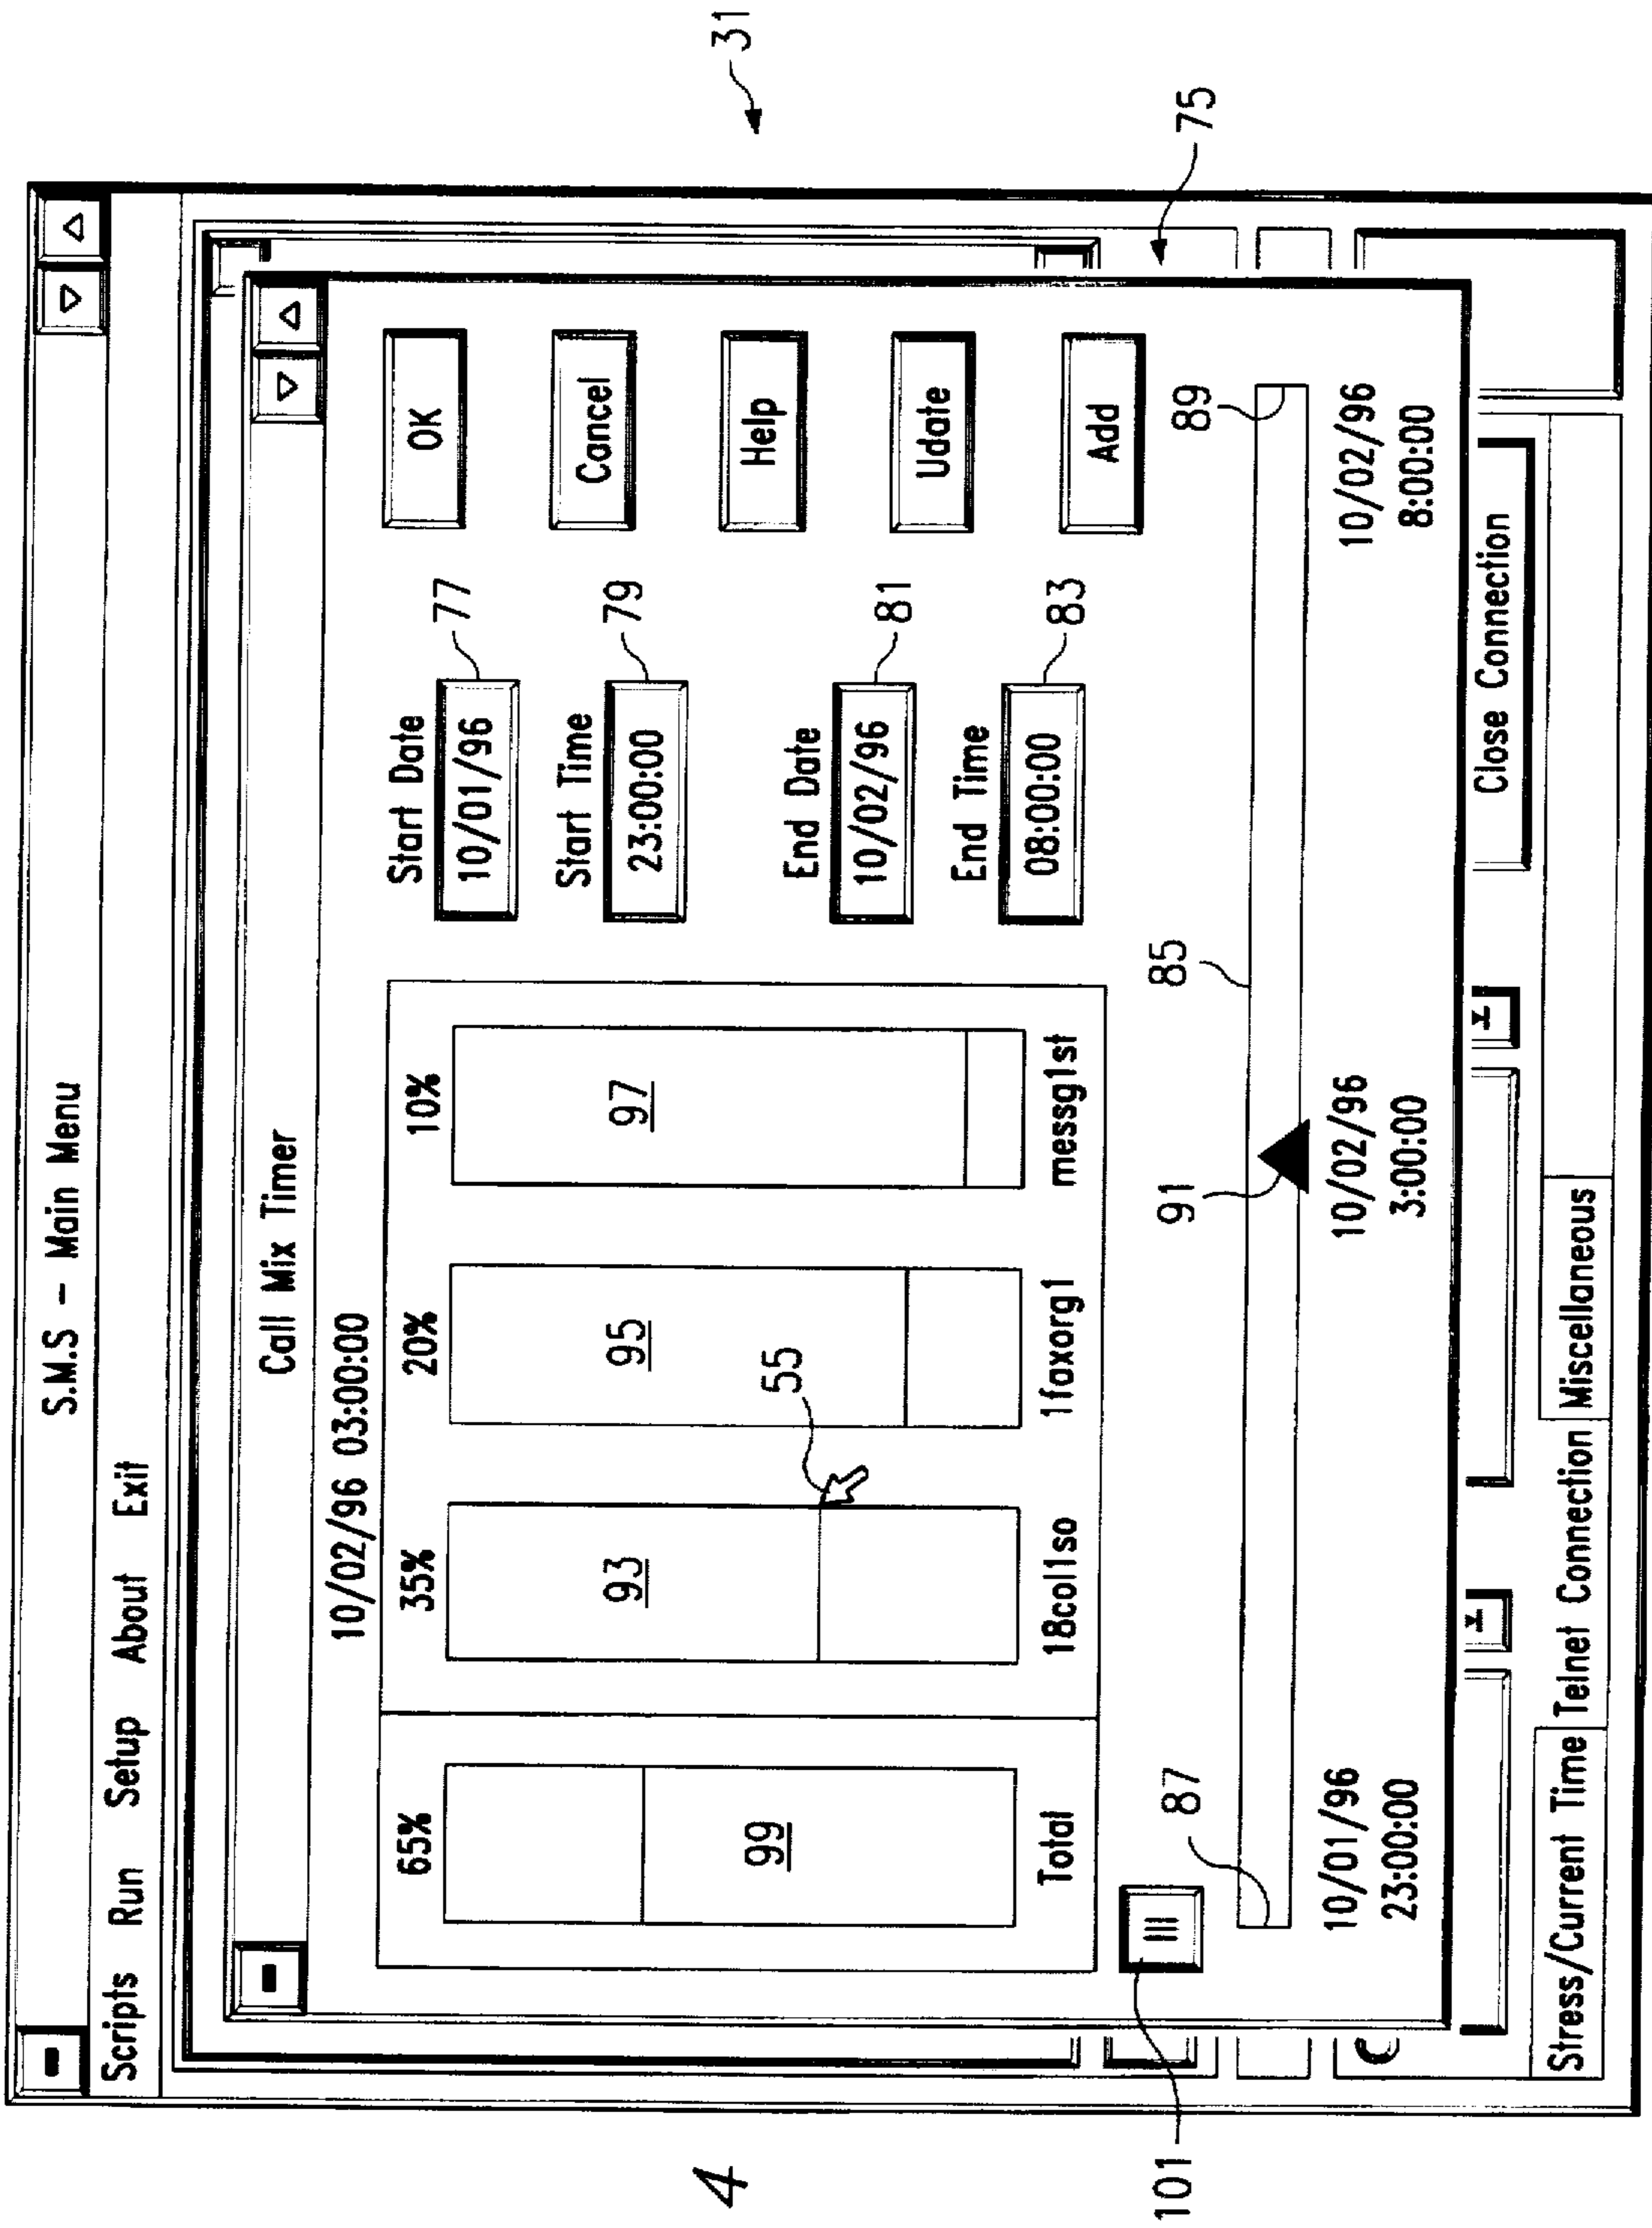 S.M.S - Main Menu
Scripts Run Setup About Exit
31
Call Mix Timer
10/02/96 03:00:00
65% 35% 20% 10%
99 93 95 97
55
Total 18col1so 1faxorg1 messg1st
Start Date
10/01/96
77
Start Time
23:00:00
79
End Date
10/02/96
81
End Time
08:00:00
83
OK
Cancel
Help
Udate
Add
75
101
87 91 85 89
10/01/96 10/02/96 10/02/96
23:00:00 3:00:00 8:00:00
Close Connection
Stress/Current Time Telnet Connection Miscellaneous
4